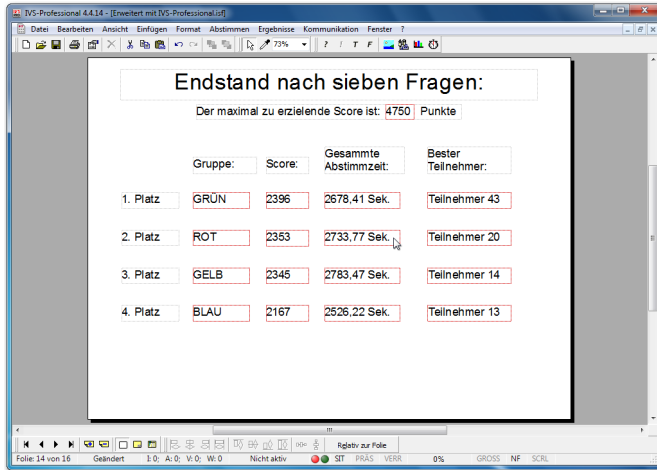 IVS-Professional 4.4.14 - [Erweitert mit IVS-Professional.isf]
Datei Bearbeiten Ansicht Einfügen Format Abstimmen Ergebnisse Kommunikation Fenster ?
73% ? ! T F
Endstand nach sieben Fragen:
Der maximal zu erzielende Score ist: 4750 Punkte
Gruppe: Score: Gesammte Abstimmzeit: Bester Teilnehmer:
1. Platz GRÜN 2396 2678,41 Sek. Teilnehmer 43
2. Platz ROT 2353 2733,77 Sek. Teilnehmer 20
3. Platz GELB 2345 2783,47 Sek. Teilnehmer 14
4. Platz BLAU 2167 2526,22 Sek. Teilnehmer 13
Relativ zur Folie
Folie: 14 von 16 Geändert I: 0; A: 0; V: 0; W: 0 Nicht aktiv SIT PRÄS VERR 0% GROSS NF SCRL